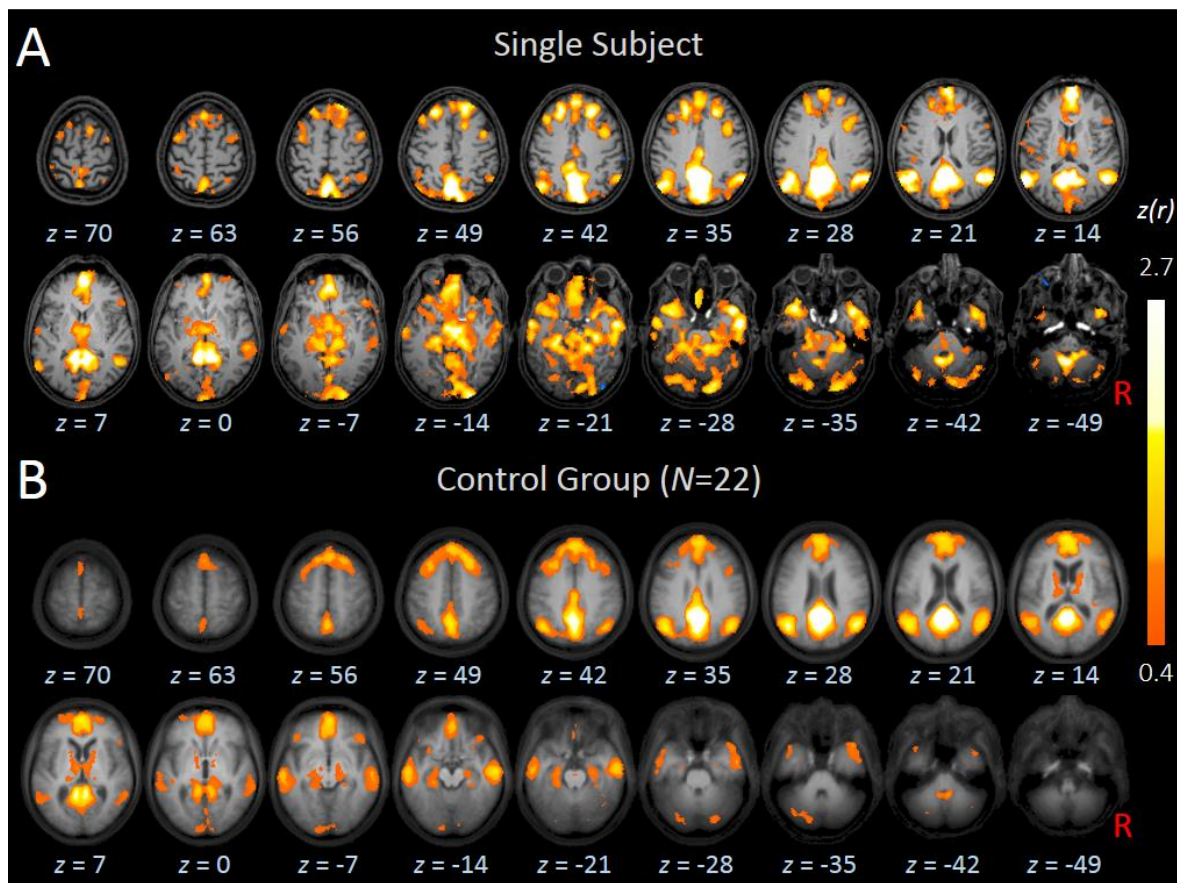 A
Single Subject
z = 70 z = 63 z = 56 z = 49 z = 42 z = 35 z = 28 z = 21 z = 14
z(r)
2.7
z = 7 z = 0 z = -7 z = -14 z = -21 z = -28 z = -35 z = -42 z = -49
R
B
Control Group (N=22)
z = 70 z = 63 z = 56 z = 49 z = 42 z = 35 z = 28 z = 21 z = 14
0.4
z = 7 z = 0 z = -7 z = -14 z = -21 z = -28 z = -35 z = -42 z = -49
R